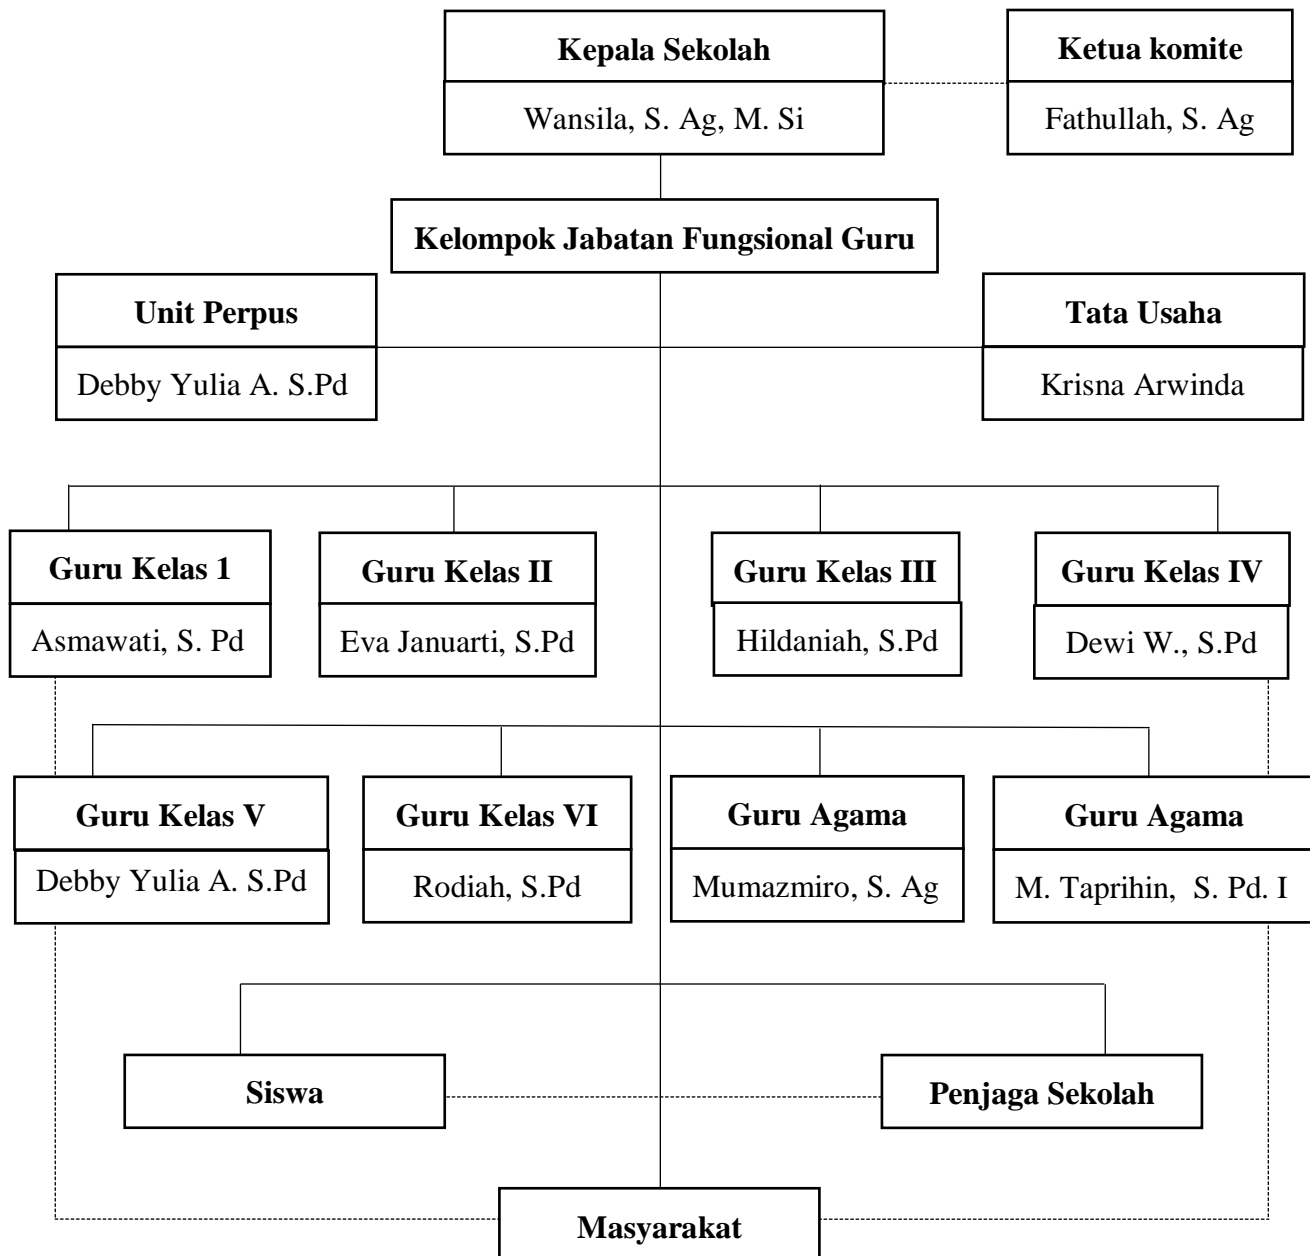 Kepala Sekolah
Ketua komite
Wansila, S. Ag, M. Si
Fathullah, S. Ag
Kelompok Jabatan Fungsional Guru
Unit Perpus
Tata Usaha
Debby Yulia A. S.Pd
Krisna Arwinda
Guru Kelas 1
Guru Kelas II
Guru Kelas III
Guru Kelas IV
Asmawati, S. Pd
Eva Januarti, S.Pd
Hildaniah, S.Pd
Dewi W., S.Pd
Guru Kelas V
Guru Kelas VI
Guru Agama
Guru Agama
Debby Yulia A. S.Pd
Rodiah, S.Pd
Mumazmiro, S. Ag
M. Taprihin, S. Pd. I
Siswa
Penjaga Sekolah
Masyarakat